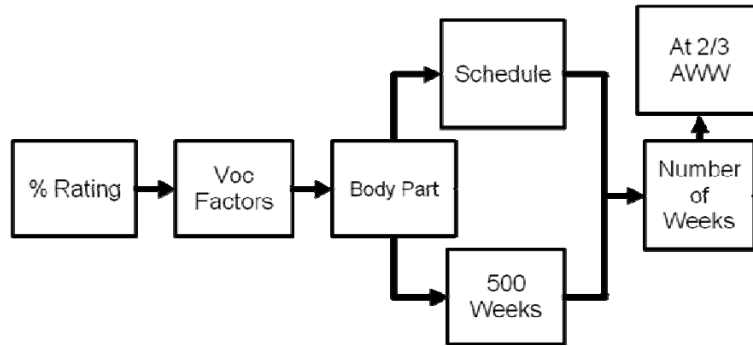 % Rating
Voc
Factors
Body Part
Schedule
500
Weeks
Number
of
Weeks
At 2/3
AWW